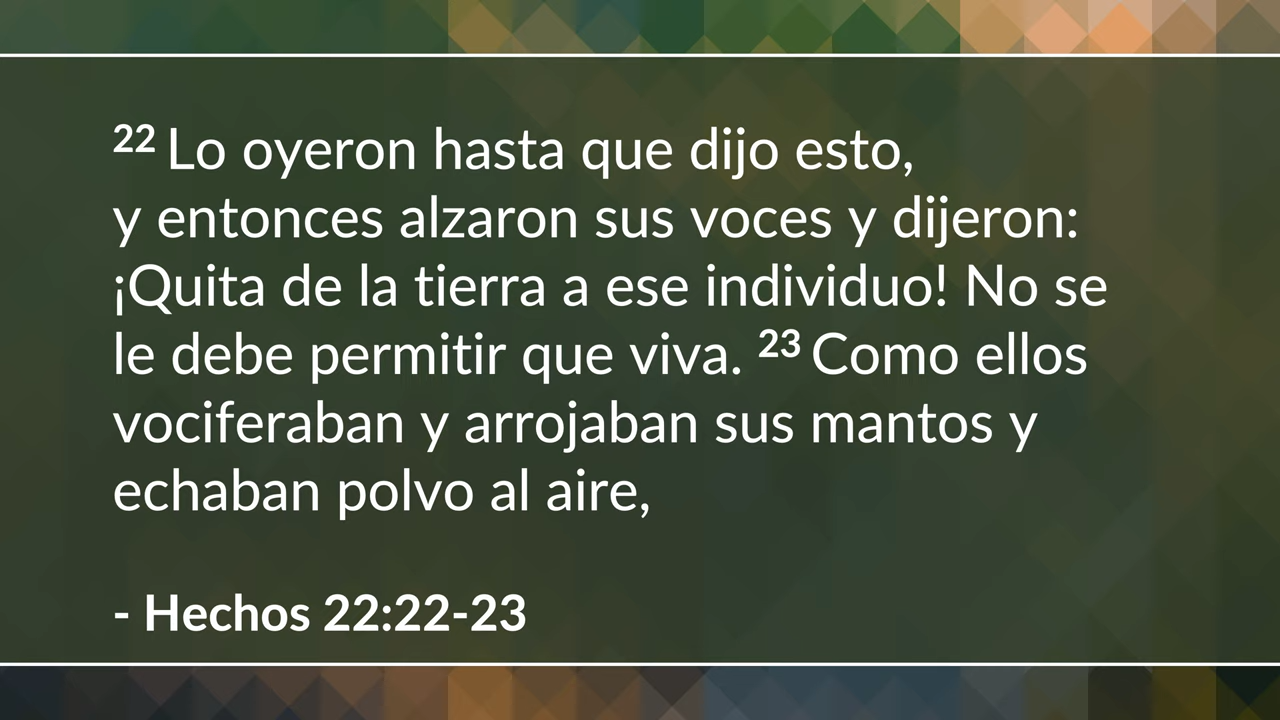 22 Lo oyeron hasta que dijo esto,
y entonces alzaron sus voces y dijeron:
¡Quita de la tierra a ese individuo! No se
le debe permitir que viva. 23 Como ellos
vociferaban y arrojaban sus mantos y
echaban polvo al aire,
- Hechos 22:22-23